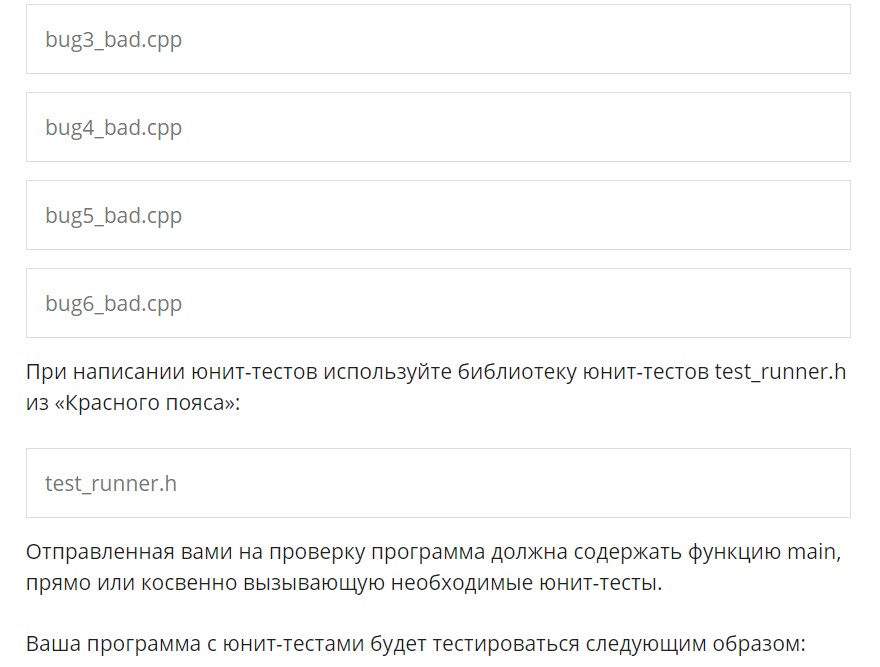 bug3_bad.cpp
bug4_bad.cpp
bug5_bad.cpp
bug6_bad.cpp
При написании юнит-тестов используйте библиотеку юнит-тестов test_runner.h
из «Красного пояса»:
test_runner.h
Отправленная вами на проверку программа должна содержать функцию main,
прямо или косвенно вызывающую необходимые юнит-тесты.
Ваша программа с юнит-тестами будет тестироваться следующим образом: